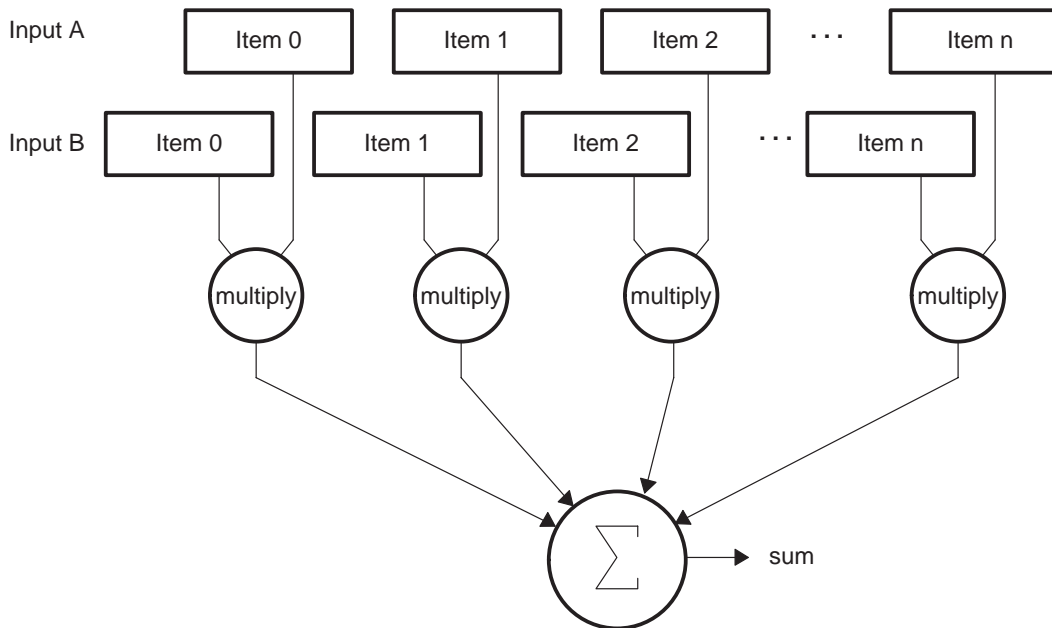 Input A Item 0 Item 1 Item 2 . . . Item n
Input B Item 0 Item 1 Item 2 . . . Item n
multiply multiply multiply multiply
Σ sum